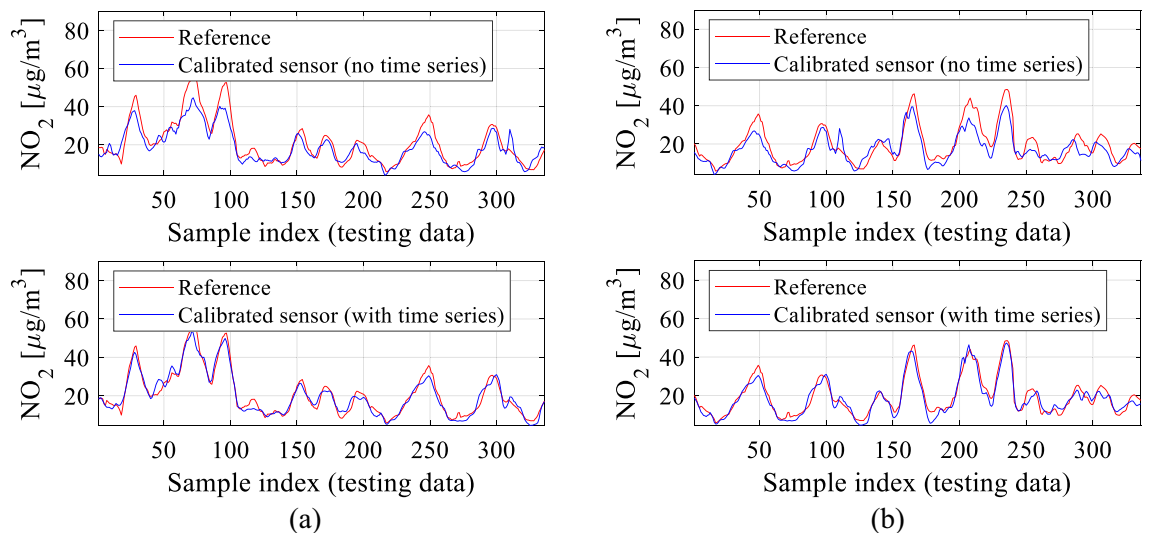 NO2 [μg/m3]
80
60
40
20
Reference
Calibrated sensor (no time series)
50 100 150 200 250 300
Sample index (testing data)
NO2 [μg/m3]
80
60
40
20
Reference
Calibrated sensor (no time series)
50 100 150 200 250 300
Sample index (testing data)
NO2 [μg/m3]
80
60
40
20
Reference
Calibrated sensor (with time series)
50 100 150 200 250 300
Sample index (testing data)
(a)
NO2 [μg/m3]
80
60
40
20
Reference
Calibrated sensor (with time series)
50 100 150 200 250 300
Sample index (testing data)
(b)